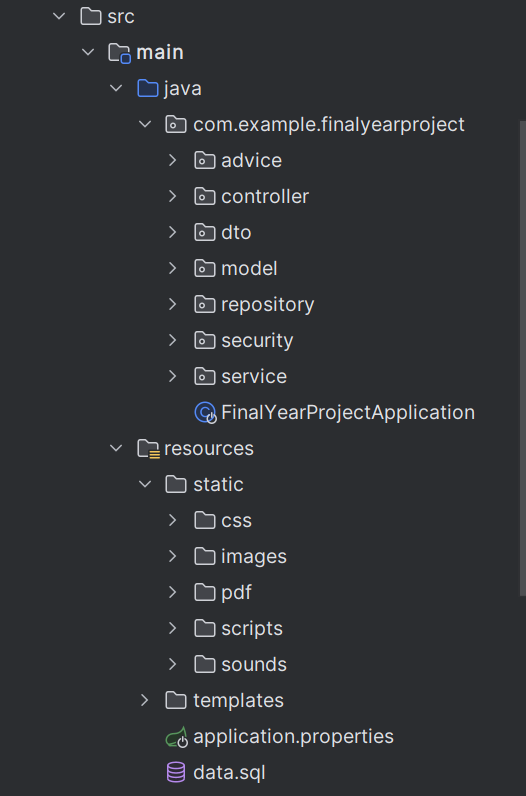 src
main
java
com.example.finalyearproject
advice
controller
dto
model
repository
security
service
FinalYearProjectApplication
resources
static
css
images
pdf
scripts
sounds
templates
application.properties
data.sql